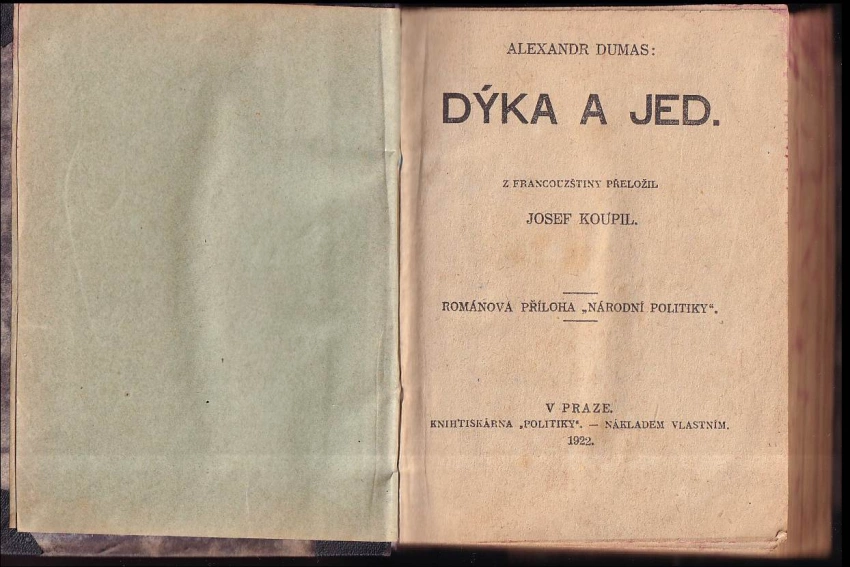 ALEXANDR DUMAS:
DÝKA A JED.
Z FRANCOUZŠTINY PŘELOŽIL
JOSEF KOUPIL.
ROMÁNOVÁ PŘÍLOHA „NÁRODNÍ POLITIKY“.
V PRAZE.
KNIHTISKÁRNA „POLITIKY“. — NÁKLADEM VLASTNÍM.
1922.